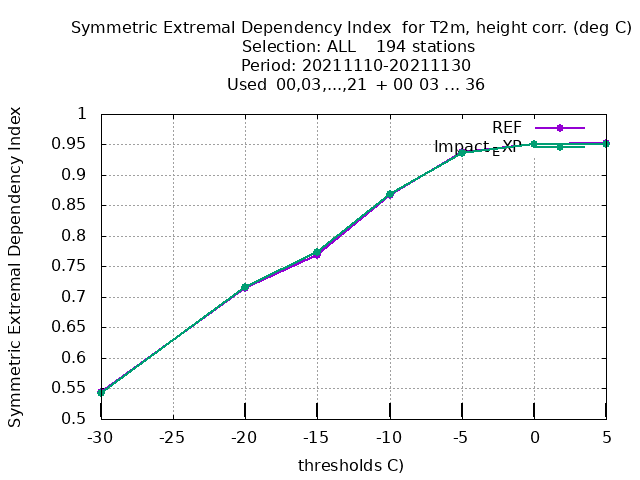 Symmetric Extremal Dependency Index for T2m, height corr. (deg C)
Selection: ALL 194 stations
Period: 20211110-20211130
Used 00,03,...,21 + 00 03 ... 36
Symmetric Extremal Dependency Index
1
0.95
0.9
0.85
0.8
0.75
0.7
0.65
0.6
0.55
0.5
REF
Impact_EXP
-30 -25 -20 -15 -10 -5 0 5
thresholds C)